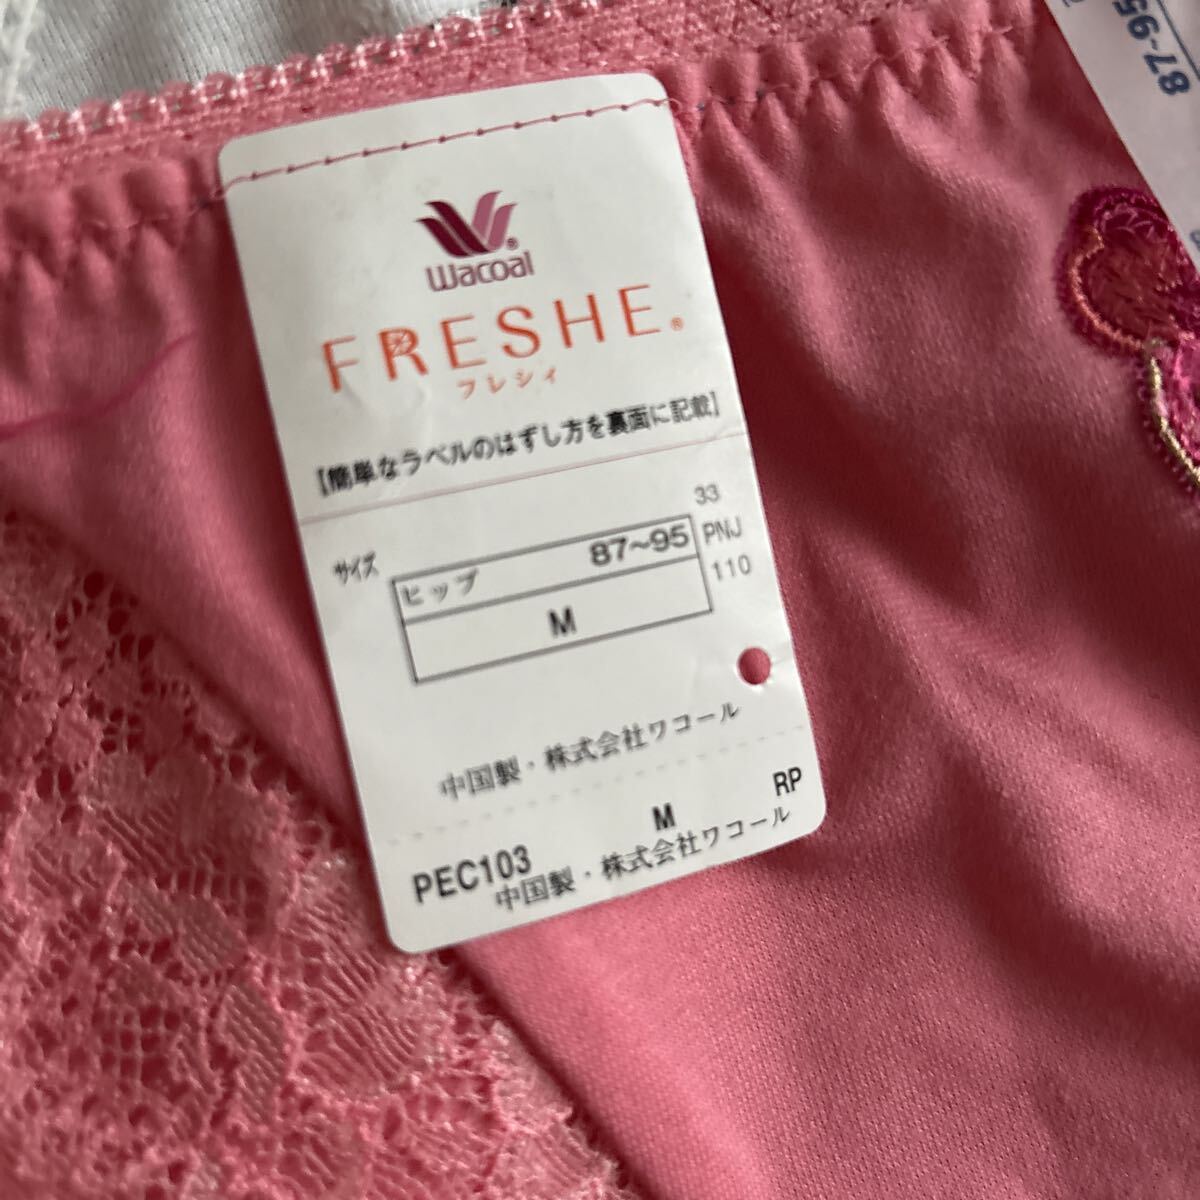 Wacoal®
FRESHE®
フレシィ
【簡単なラベルのはずし方を裏面に記載】
サイズ
ヒップ 87~95
M
33
PNJ
110
中国製・株式会社ワコール
PEC103 M RP
中国製・株式会社ワコール
87-95